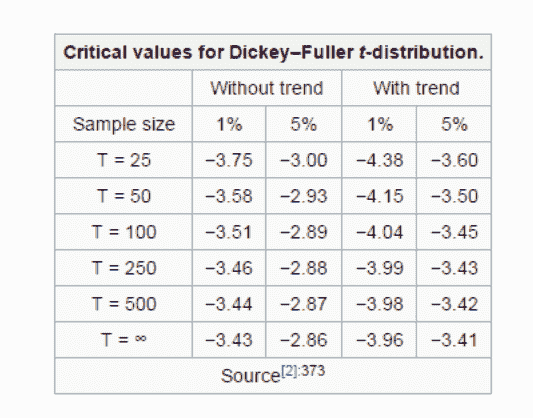 Critical values for Dickey–Fuller t-distribution.
Without trend With trend
Sample size 1% 5% 1% 5%
T = 25 −3.75 −3.00 −4.38 −3.60
T = 50 −3.58 −2.93 −4.15 −3.50
T = 100 −3.51 −2.89 −4.04 −3.45
T = 250 −3.46 −2.88 −3.99 −3.43
T = 500 −3.44 −2.87 −3.98 −3.42
T = ∞ −3.43 −2.86 −3.96 −3.41
Source[2]:373